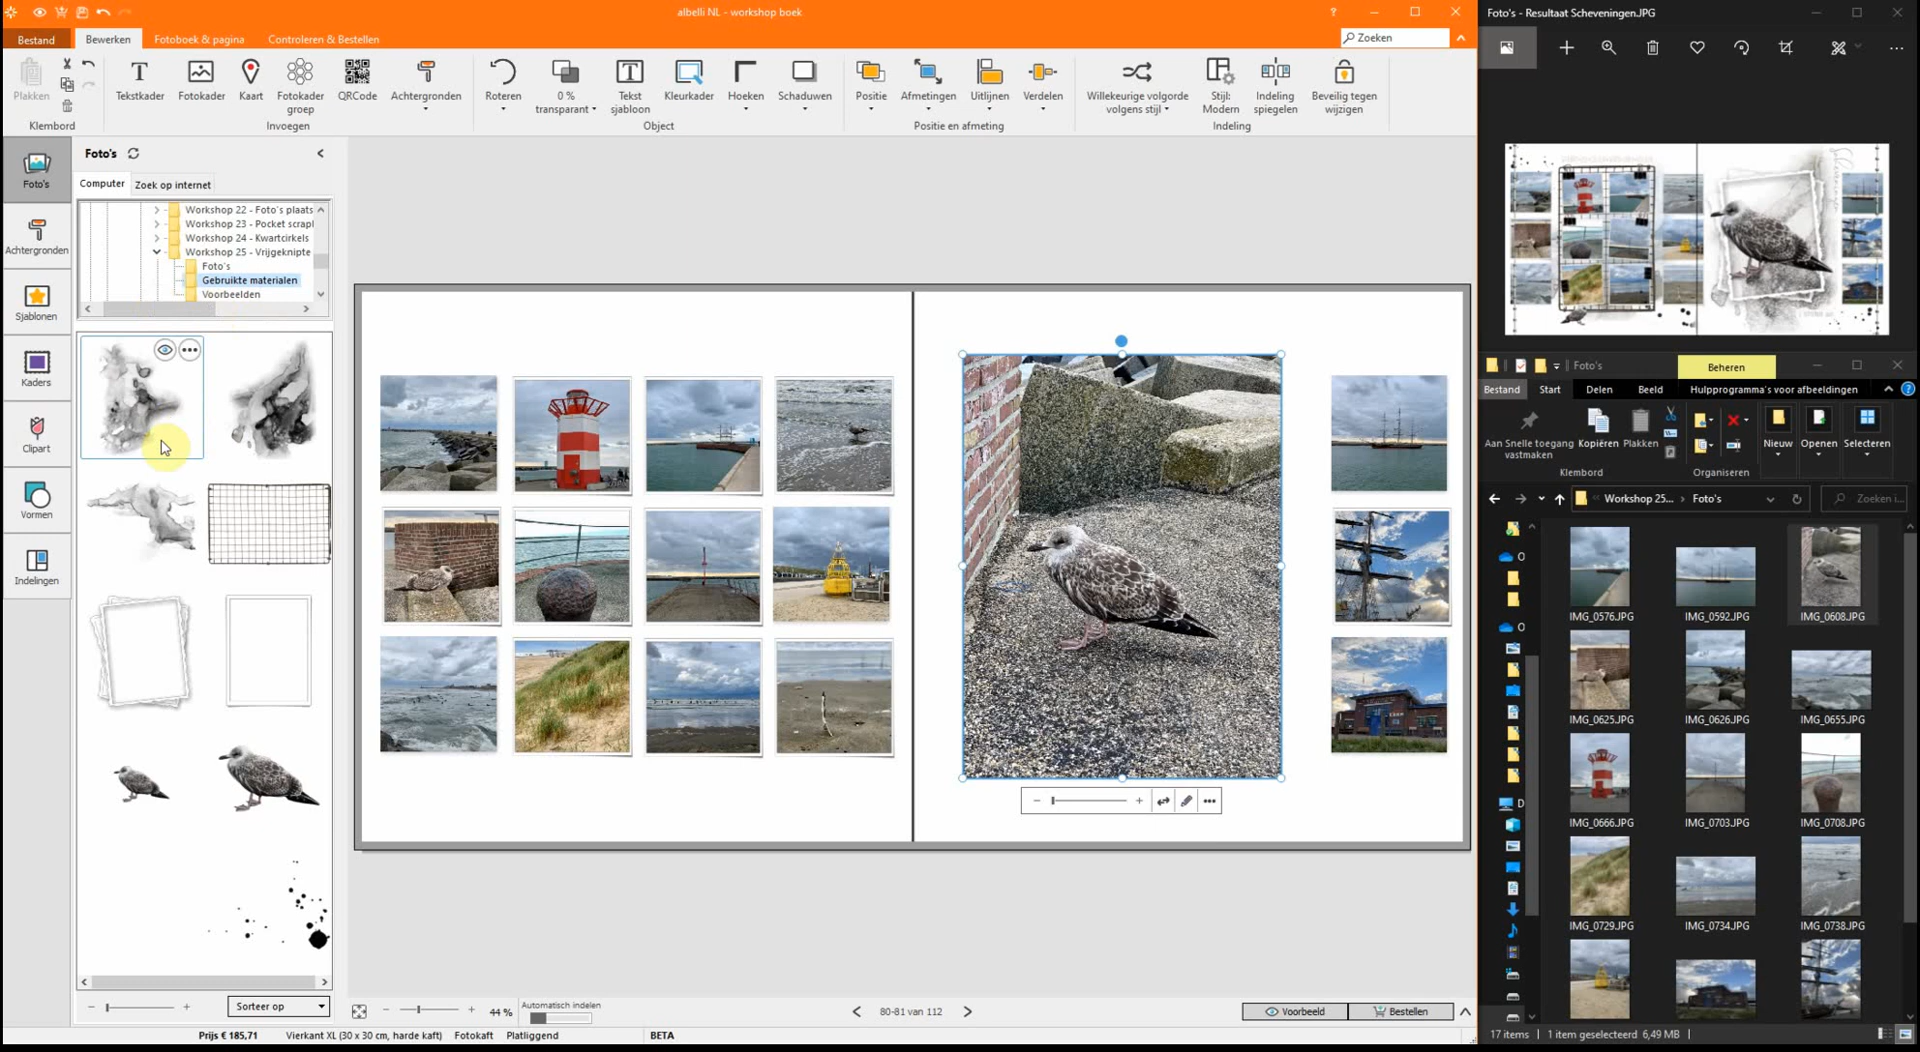 albelli NL - workshop boek
?
Bestand
Bewerken
Fotoboek & pagina
Controleren & Bestellen
Zoeken
Plakken
Klembord
Tekstkader
Fotokader
Kaart
Fotokader groep
QRCode
Achtergronden
Invoegen
Roteren
0 % transparant
Tekst sjabloon
Kleurkader
Hoeken
Schaduwen
Object
Positie
Afmetingen
Uitlijnen
Verdelen
Positie en afmeting
Willekeurige volgorde volgens stijl
Stijl: Modern
Indeling spiegelen
Beveilig tegen wijzigen
Indeling
Foto's
Achtergronden
Sjablonen
Kaders
Clipart
Vormen
Indelingen
Foto's
Computer
Zoek op internet
Workshop 22 - Foto's plaats
Workshop 23 - Pocket scrapl
Workshop 24 - Kwartcirkels
Workshop 25 - Vrijgeknipte
Foto's
Gebruikte materialen
Voorbeelden
Sorteer op
44 %
Automatisch indelen
80-81 van 112
Voorbeeld
Bestellen
Prijs € 185,71
Vierkant XL (30 x 30 cm, harde kaft)
Fotokaft
Platliggend
BETA
Foto's - Resultaat Scheveningen.JPG
Foto's
Beheren
Bestand
Start
Delen
Beeld
Hulpprogramma's voor afbeeldingen
Aan Snelle toegang vastmaken
Kopiëren
Plakken
Klembord
Organiseren
Nieuw
Openen
Selecteren
Workshop 25...
Foto's
Zoeken i...
O
O
D
IMG_0576.JPG
IMG_0592.JPG
IMG_0608.JPG
IMG_0625.JPG
IMG_0626.JPG
IMG_0655.JPG
IMG_0666.JPG
IMG_0703.JPG
IMG_0708.JPG
IMG_0729.JPG
IMG_0734.JPG
IMG_0738.JPG
17 items
1 item geselecteerd 6,49 MB